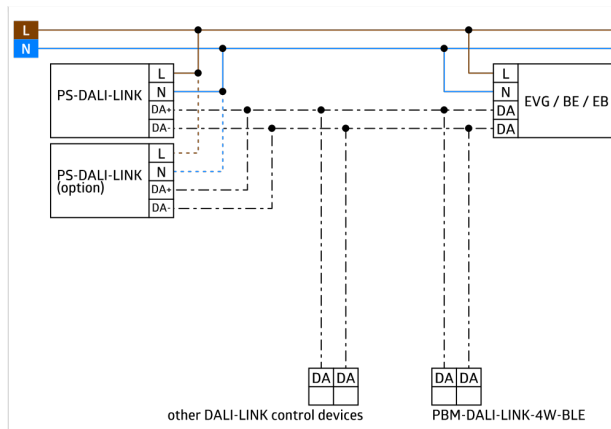 L
N
PS-DALI-LINK
L
N
DA+
DA-
PS-DALI-LINK
(option)
L
N
DA+
DA-
L
N
DA
DA
EVG / BE / EB
DA DA
DA DA
other DALI-LINK control devices
PBM-DALI-LINK-4W-BLE